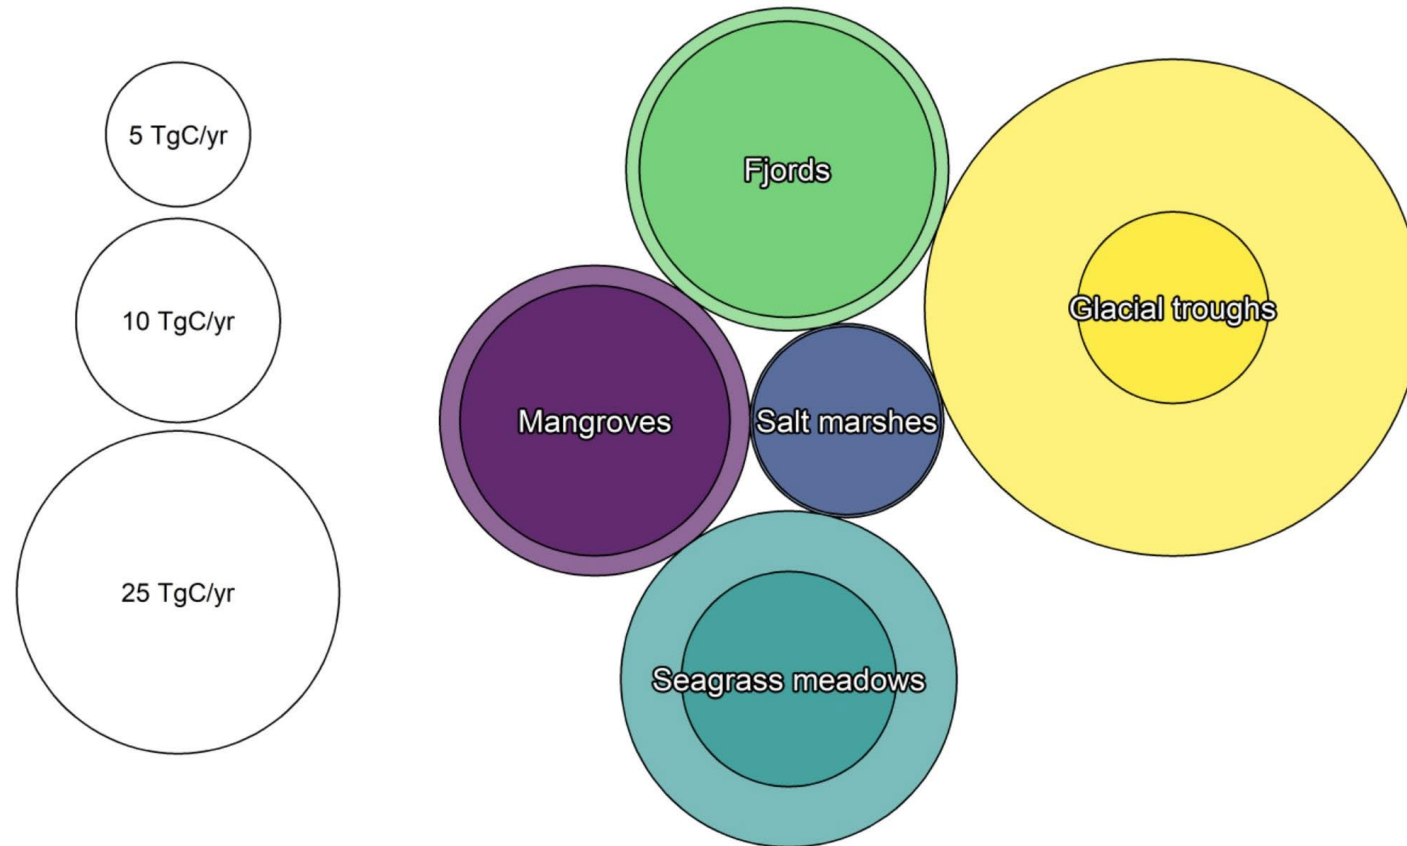 5 TgC/yr
10 TgC/yr
25 TgC/yr
Fjords
Glacial troughs
Mangroves
Salt marshes
Seagrass meadows